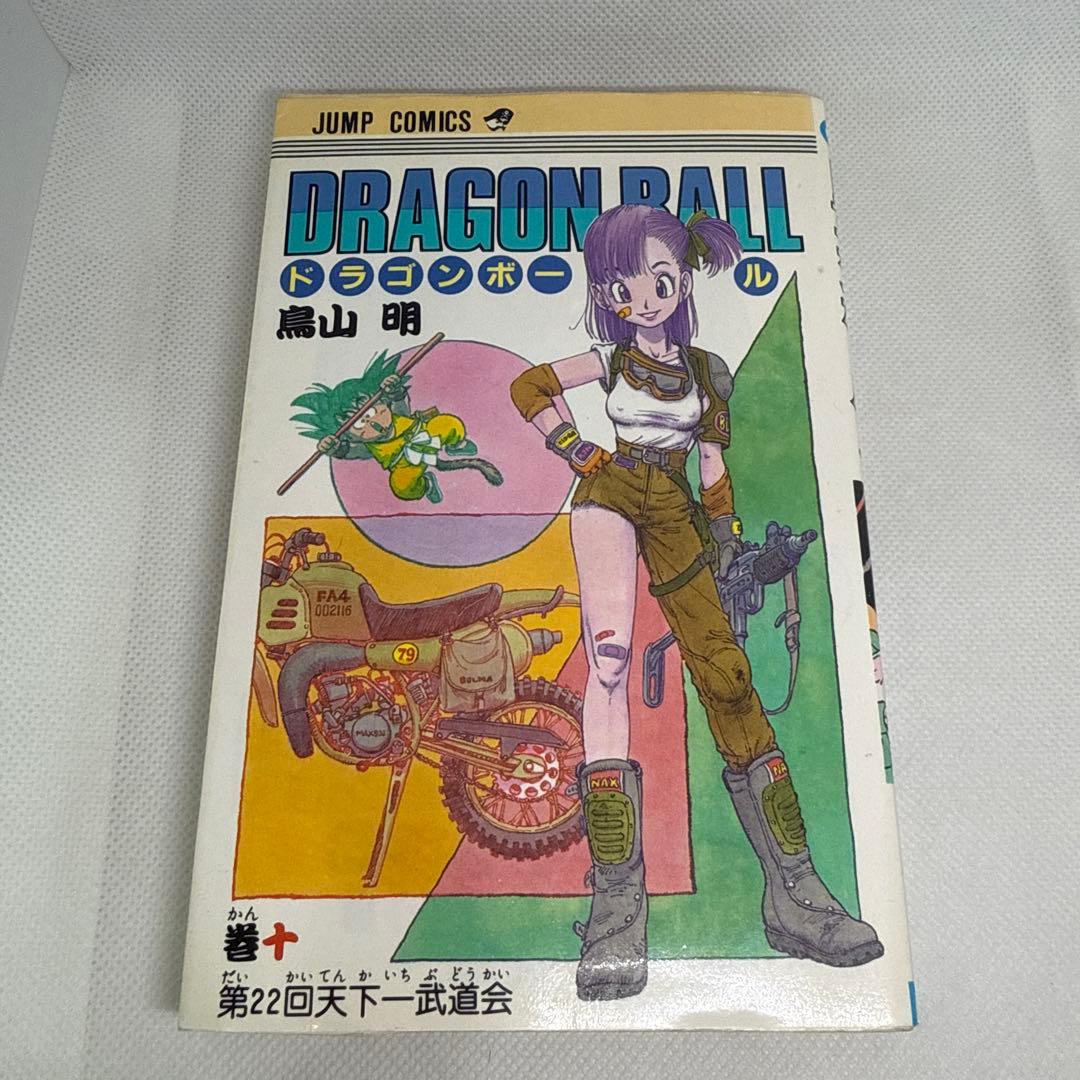 JUMP COMICS
DRAGON BALL
ドラゴンボール
鳥山 明
FA4
002116
79
BULMA
NAX
かん
巻十
だい かいてん か いち ぶ どうかい
第22回天下一武道会